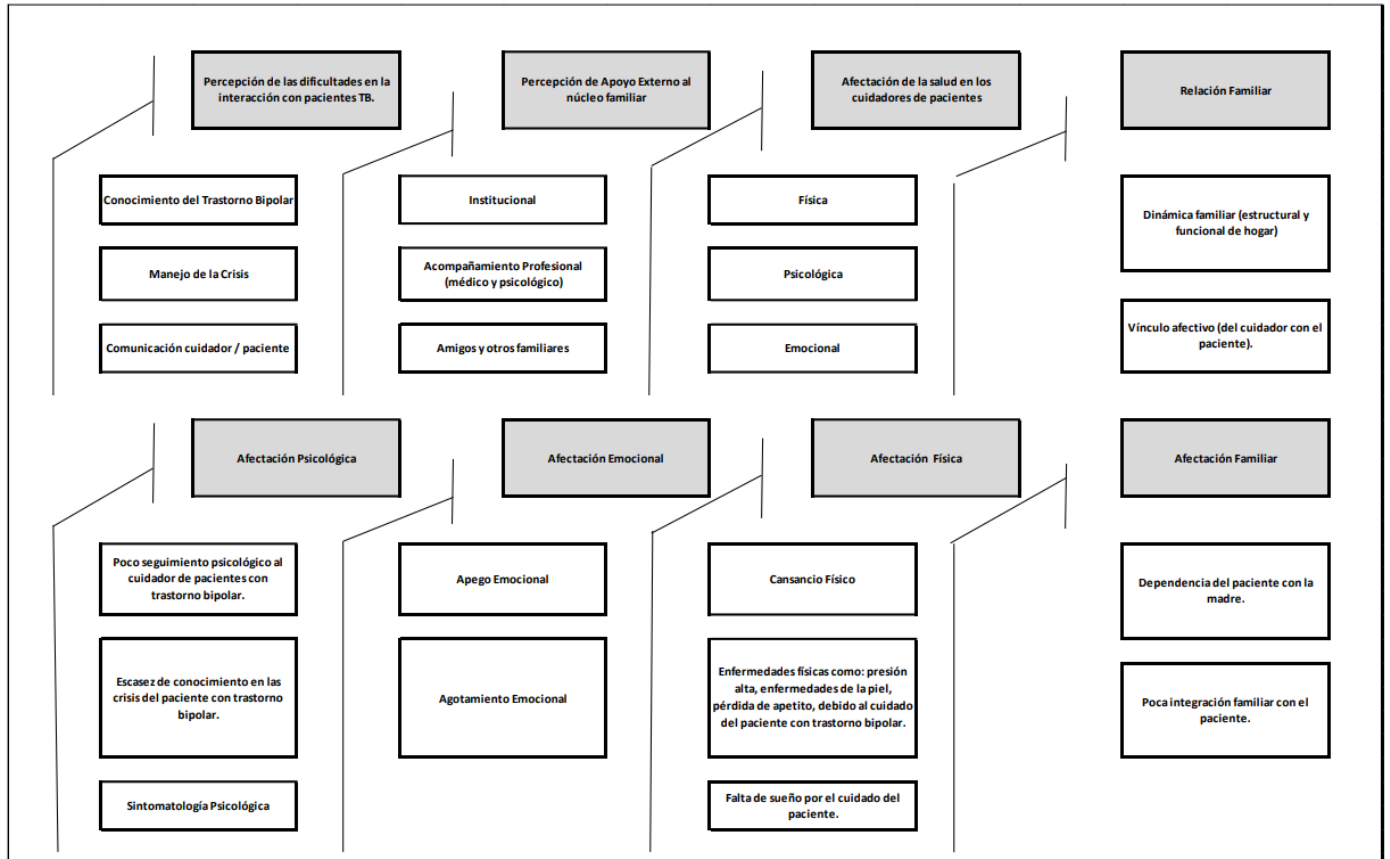 Percepción de las dificultades en la
interacción con pacientes TB.
Percepción de Apoyo Externo al
núcleo familiar
Afectación de la salud en los
cuidadores de pacientes
Relación Familiar
Conocimiento del Trastorno Bipolar
Manejo de la Crisis
Comunicación cuidador / paciente
Institucional
Acompañamiento Profesional
(médico y psicológico)
Amigos y otros familiares
Física
Psicológica
Emocional
Dinámica familiar (estructural y
funcional de hogar)
Vínculo afectivo (del cuidador con el
paciente).
Afectación Psicológica
Afectación Emocional
Afectación Física
Afectación Familiar
Poco seguimiento psicológico al
cuidador de pacientes con
trastorno bipolar.
Escasez de conocimiento en las
crisis del paciente con trastorno
bipolar.
Sintomatología Psicológica
Apego Emocional
Agotamiento Emocional
Cansancio Físico
Enfermedades físicas como: presión
alta, enfermedades de la piel,
pérdida de apetito, debido al cuidado
del paciente con trastorno bipolar.
Falta de sueño por el cuidado del
paciente.
Dependencia del paciente con la
madre.
Poca integración familiar con el
paciente.